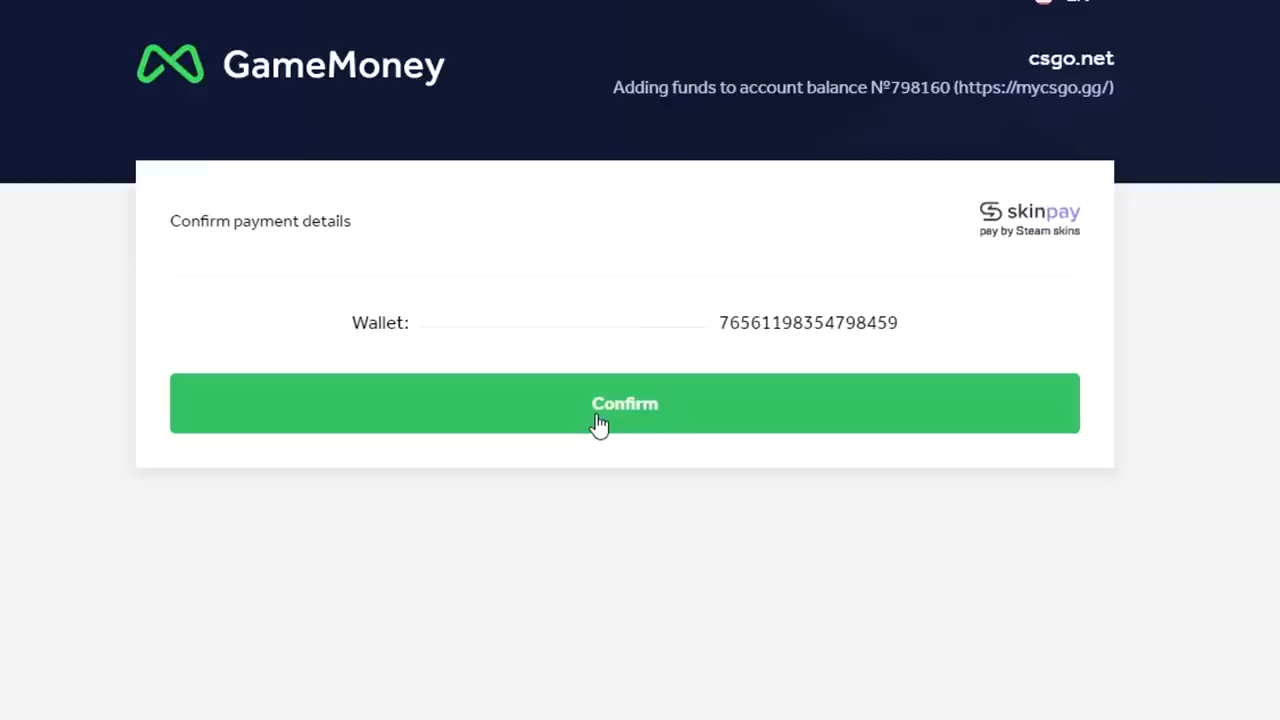 GameMoney
csgo.net
Adding funds to account balance №798160 (https://mycsgo.gg/)
Confirm payment details
skinpay
pay by Steam skins
Wallet: 76561198354798459
Confirm